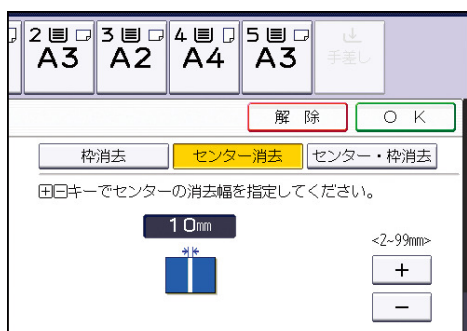 2 3 4 5
A3 A2 A4 A3 手差し
解 除 O K
枠消去 センター消去 センター・枠消去
+-キーでセンターの消去幅を指定してください。
10mm
<2~99mm>
+
-